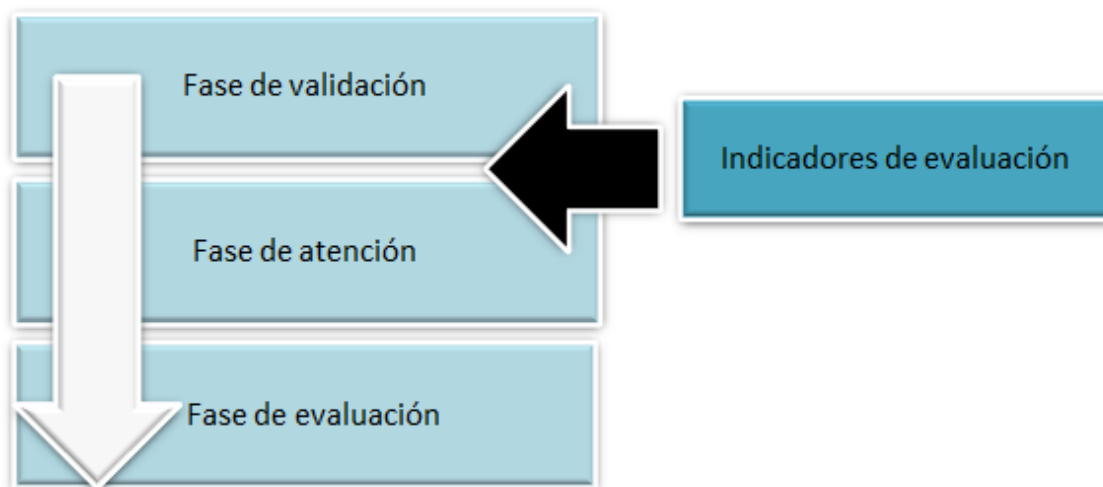 Fase de validación
Indicadores de evaluación
Fase de atención
Fase de evaluación